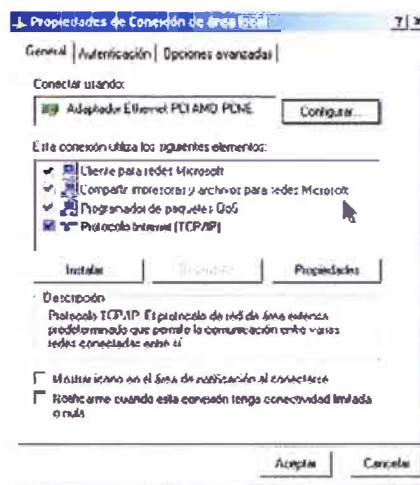 Propiedades de Conexión de área local
General Autenticación Opciones avanzadas
Conectar usando:
Adaptador Ethernet PCI AMD PCNE
Configurar...
Esta conexión utiliza los siguientes elementos:
Cliente para redes Microsoft
Compartir impresoras y archivos para redes Microsoft
Programador de paquetes QoS
Protocolo Internet (TCP/IP)
Instalar... Propiedades
Descripción
Protocolo TCP/IP. El protocolo de red de área extensa
predeterminado que permite la comunicación entre varias
redes conectadas entre sí.
Mostrar icono en el área de notificación al conectarse
Notificarme cuando esta conexión tenga conectividad limitada
o nula
Aceptar Cancelar